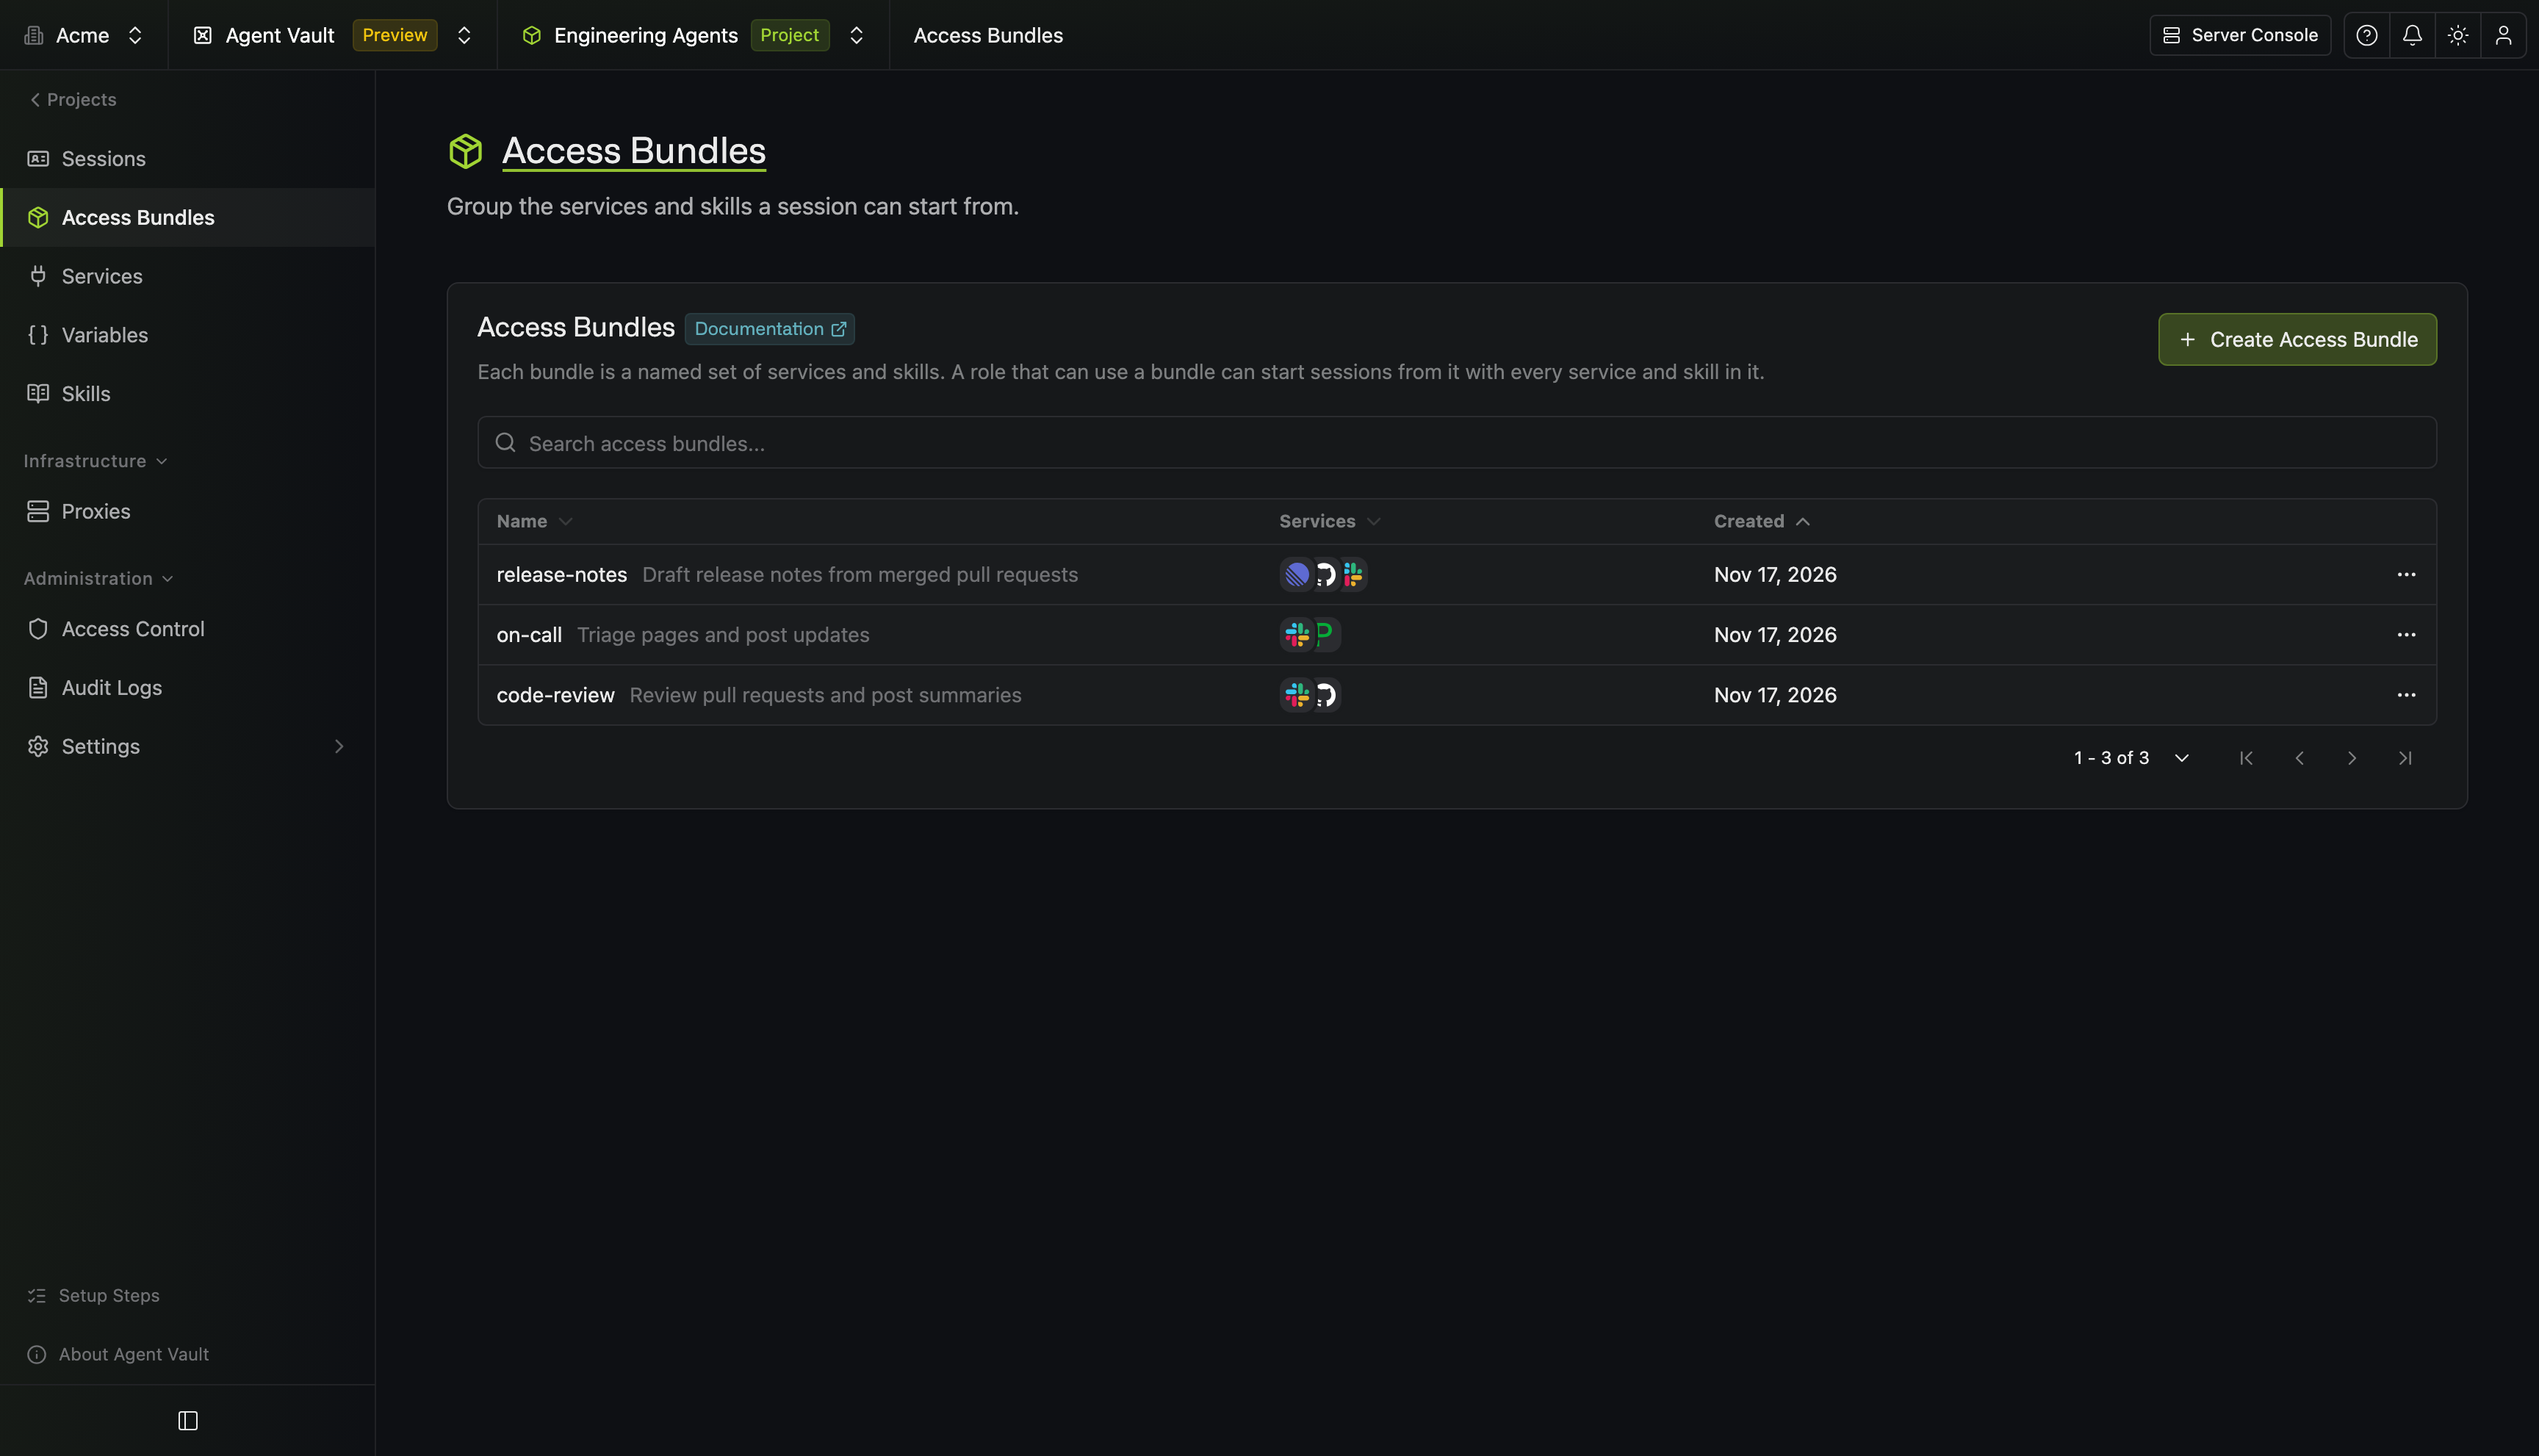 Acme
Agent Vault Preview
Engineering Agents Project
Access Bundles
Server Console
Projects
Sessions
Access Bundles
Services
Variables
Skills
Infrastructure
Proxies
Administration
Access Control
Audit Logs
Settings
Setup Steps
About Agent Vault
Access Bundles
Group the services and skills a session can start from.
Access Bundles Documentation
Create Access Bundle
Each bundle is a named set of services and skills. A role that can use a bundle can start sessions from it with every service and skill in it.
Search access bundles...
Name Services Created
release-notes Draft release notes from merged pull requests Nov 17, 2026
on-call Triage pages and post updates Nov 17, 2026
code-review Review pull requests and post summaries Nov 17, 2026
1 - 3 of 3